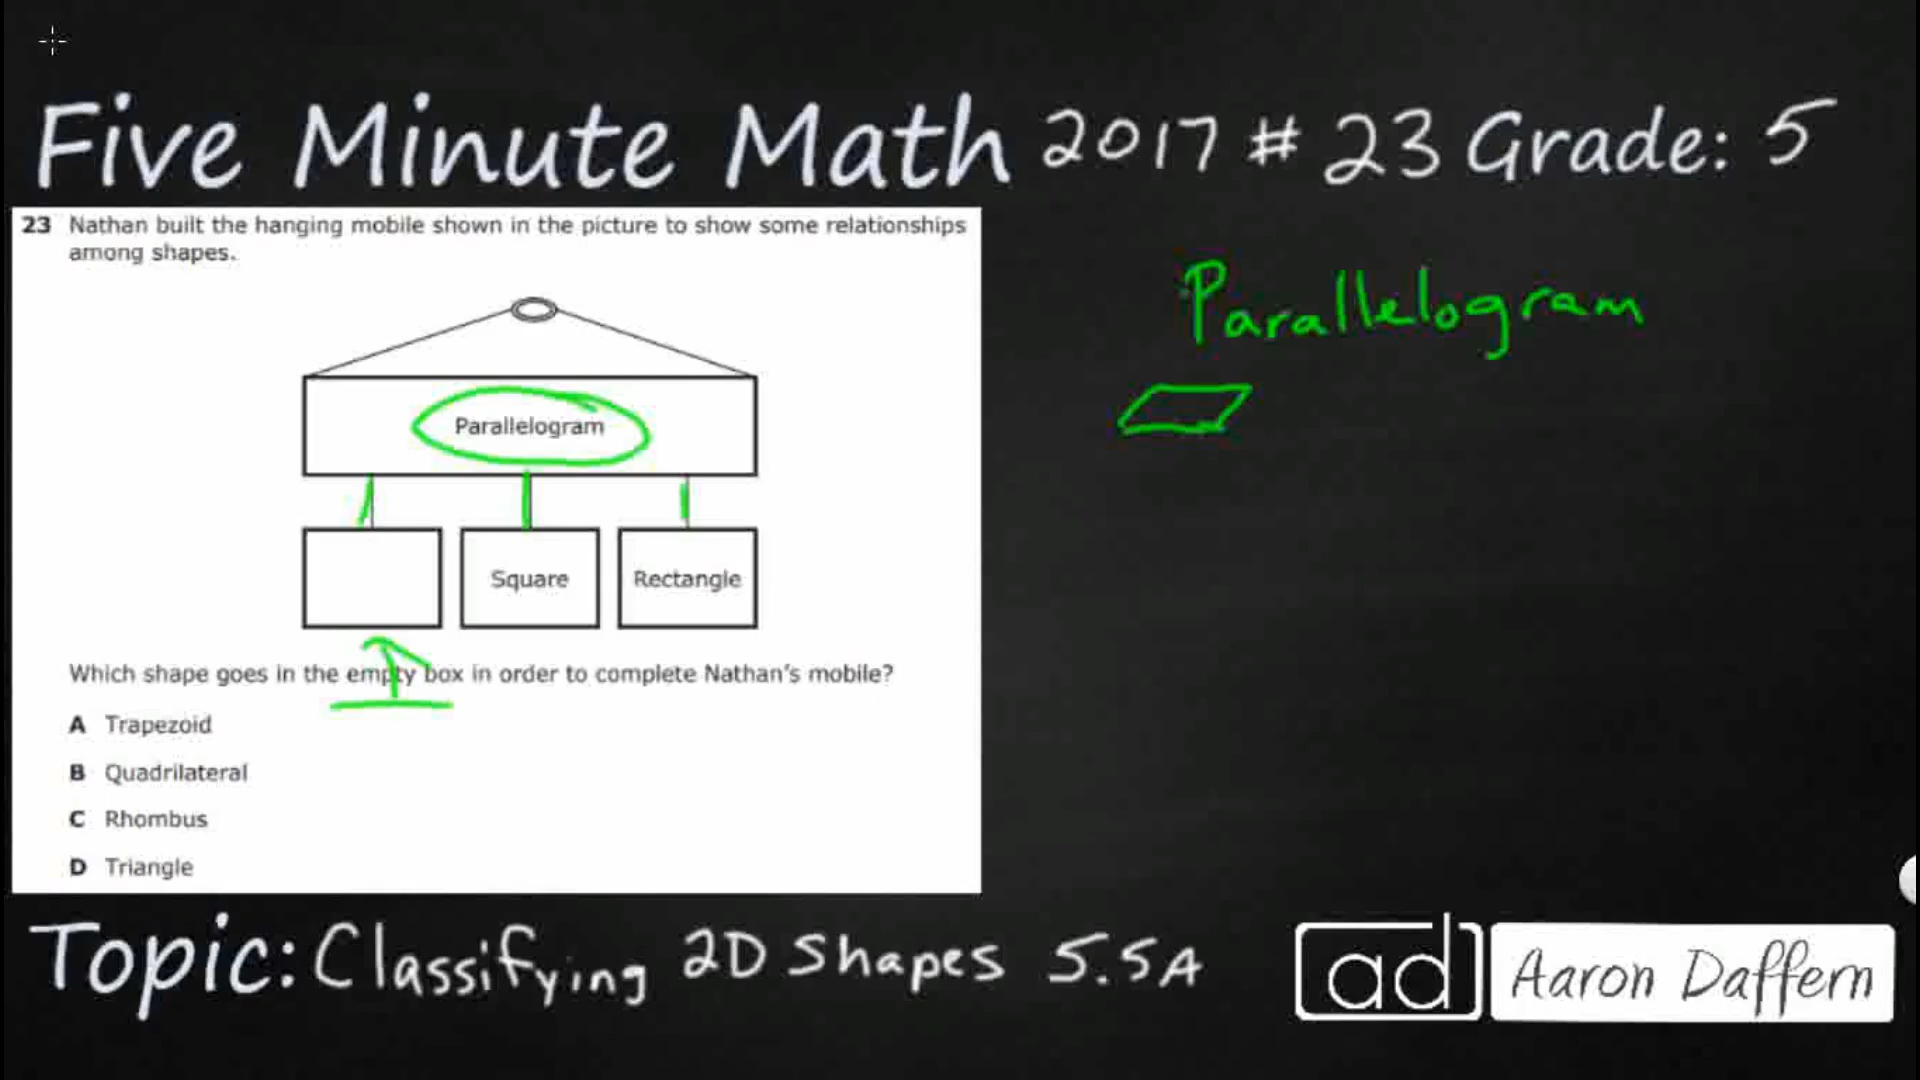 Five Minute Math 2017 # 23 Grade: 5
23 Nathan built the hanging mobile shown in the picture to show some relationships
among shapes.
Parallelogram
Parallelogram
Square Rectangle
Which shape goes in the empty box in order to complete Nathan's mobile?
A Trapezoid
B Quadrilateral
C Rhombus
D Triangle
Topic: Classifying 2D Shapes 5.5A
ad Aaron Daffern